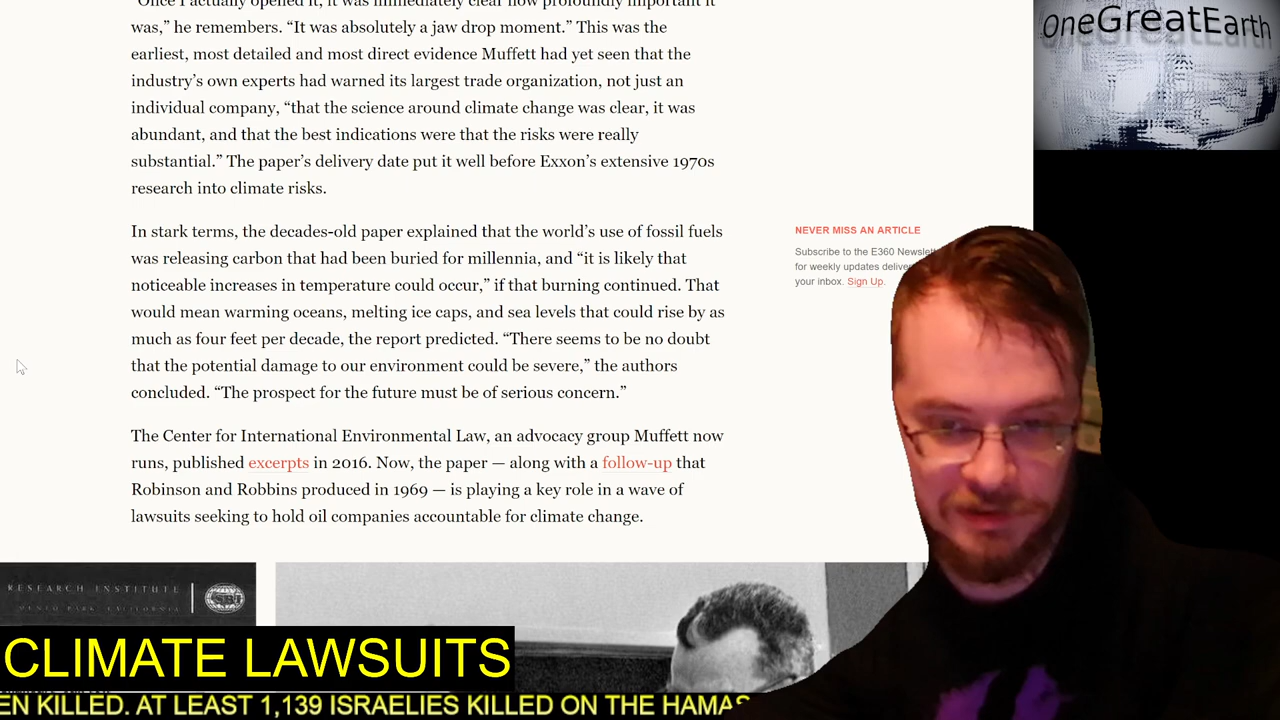 "Once I actually opened it, it was immediately clear how profoundly important it
was," he remembers. "It was absolutely a jaw drop moment." This was the
earliest, most detailed and most direct evidence Muffett had yet seen that the
industry's own experts had warned its largest trade organization, not just an
individual company, "that the science around climate change was clear, it was
abundant, and that the best indications were that the risks were really
substantial." The paper's delivery date put it well before Exxon's extensive 1970s
research into climate risks.
In stark terms, the decades-old paper explained that the world's use of fossil fuels
was releasing carbon that had been buried for millennia, and "it is likely that
noticeable increases in temperature could occur," if that burning continued. That
would mean warming oceans, melting ice caps, and sea levels that could rise by as
much as four feet per decade, the report predicted. "There seems to be no doubt
that the potential damage to our environment could be severe," the authors
concluded. "The prospect for the future must be of serious concern."
The Center for International Environmental Law, an advocacy group Muffett now
runs, published excerpts in 2016. Now, the paper — along with a follow-up that
Robinson and Robbins produced in 1969 — is playing a key role in a wave of
lawsuits seeking to hold oil companies accountable for climate change.
NEVER MISS AN ARTICLE
Subscribe to the E360 Newslett
for weekly updates deliver
your inbox. Sign Up.
OneGreatEarth
RESEARCH INSTITUTE
MENLO PARK, CALIFORNIA
SRI
CLIMATE LAWSUITS
EN KILLED. AT LEAST 1,139 ISRAELIES KILLED ON THE HAMAS